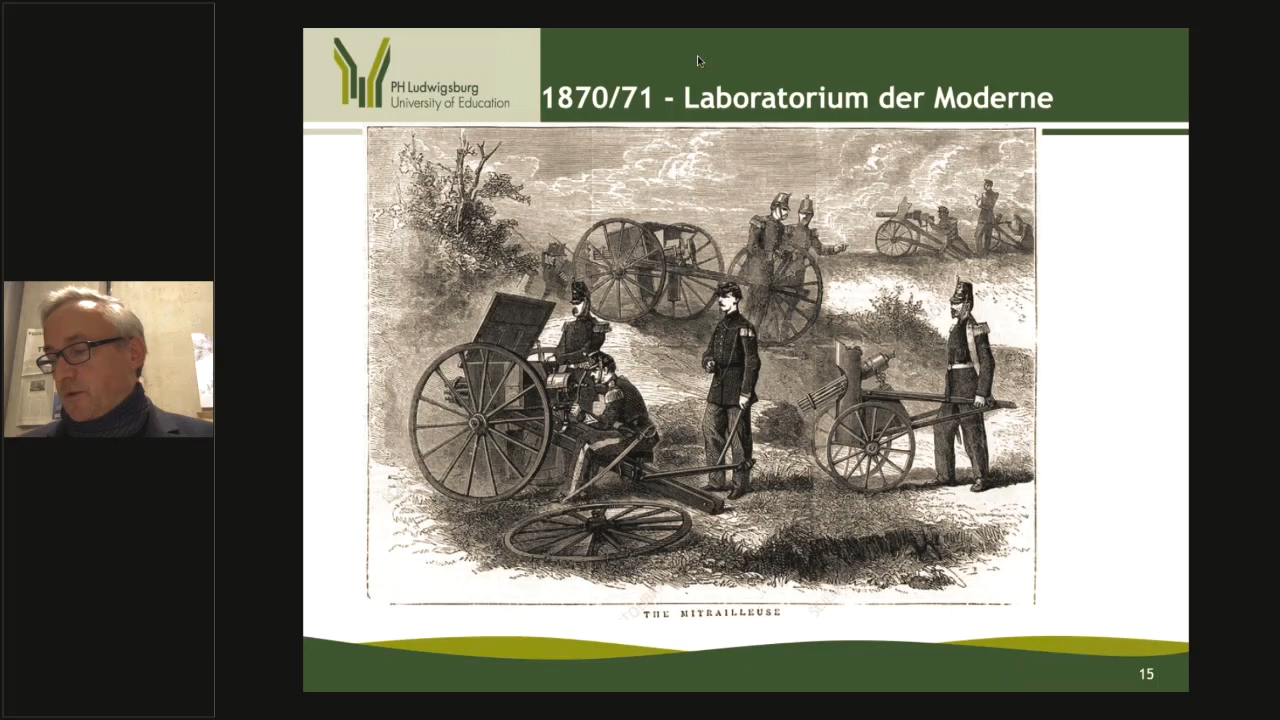 PH Ludwigsburg
University of Education
1870/71 - Laboratorium der Moderne
THE MITRAILLEUSE
15